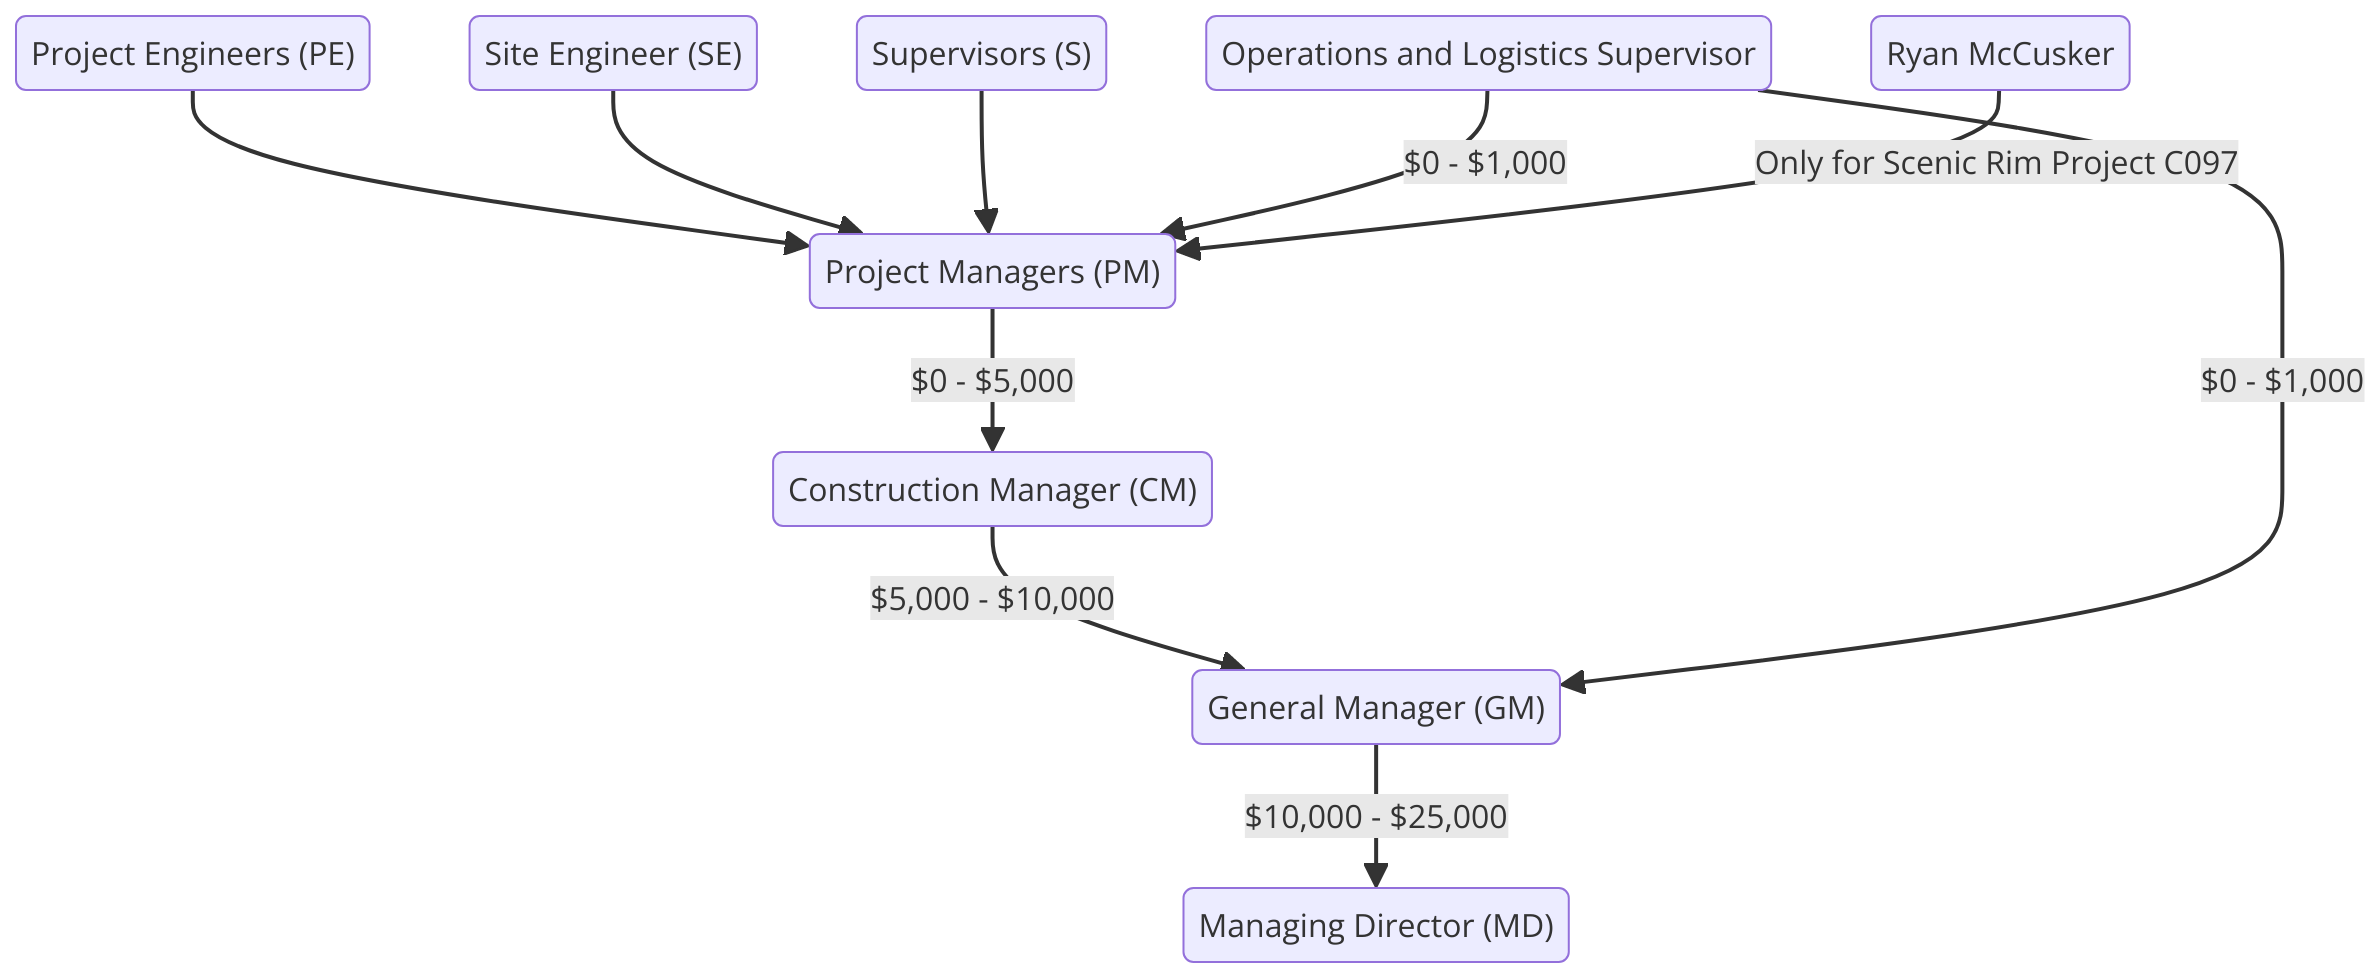 Project Engineers (PE)
Site Engineer (SE)
Supervisors (S)
Operations and Logistics Supervisor
Ryan McCusker
$0 - $1,000
Only for Scenic Rim Project C097
Project Managers (PM)
$0 - $5,000
$0 - $1,000
Construction Manager (CM)
$5,000 - $10,000
General Manager (GM)
$10,000 - $25,000
Managing Director (MD)